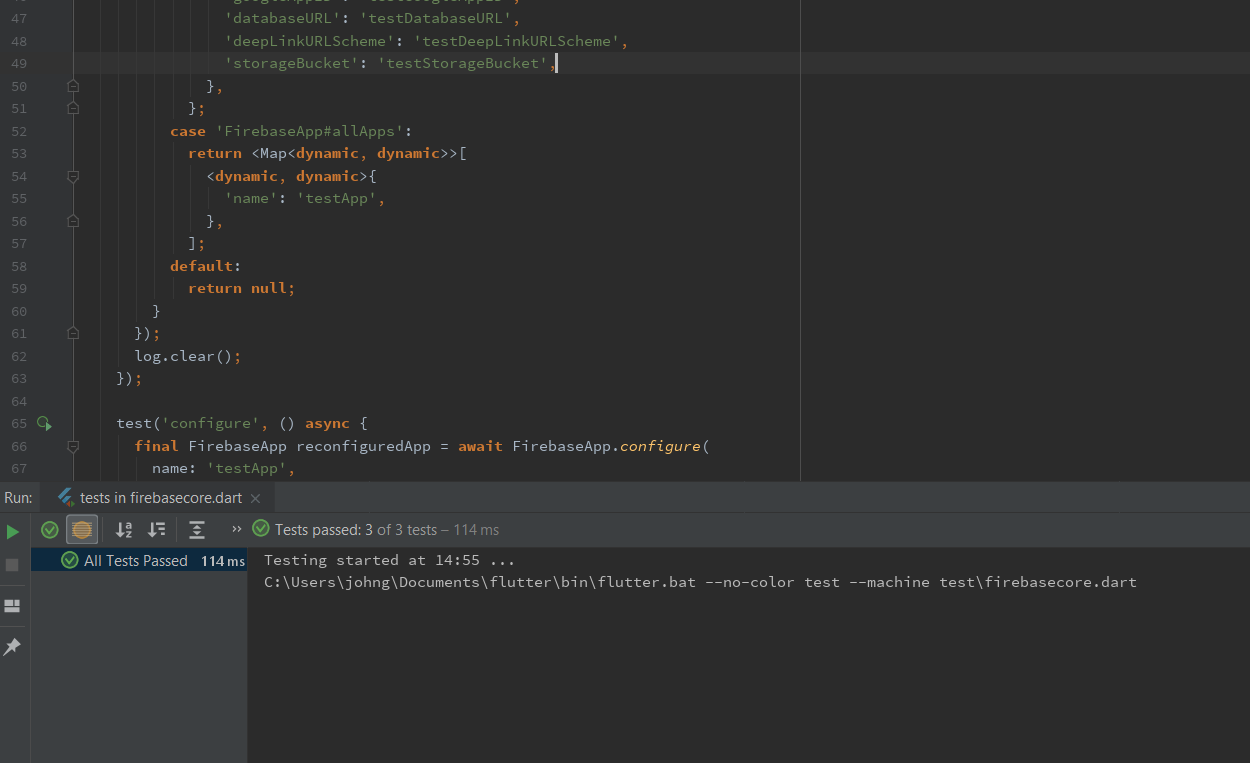 47 'databaseURL': 'testDatabaseURL',
48 'deepLinkURLScheme': 'testDeepLinkURLScheme',
49 'storageBucket': 'testStorageBucket',
50 },
51 };
52 case 'FirebaseApp#allApps':
53 return <Map<dynamic, dynamic>>[
54 <dynamic, dynamic>{
55 'name': 'testApp',
56 },
57 ];
58 default:
59 return null;
60 }
61 });
62 log.clear();
63 });
64
65 test('configure', () async {
66 final FirebaseApp reconfiguredApp = await FirebaseApp.configure(
67 name: 'testApp',
Run: tests in firebasecore.dart
Tests passed: 3 of 3 tests – 114 ms
All Tests Passed 114 ms
Testing started at 14:55 ...
C:\Users\johng\Documents\flutter\bin\flutter.bat --no-color test --machine test\firebasecore.dart